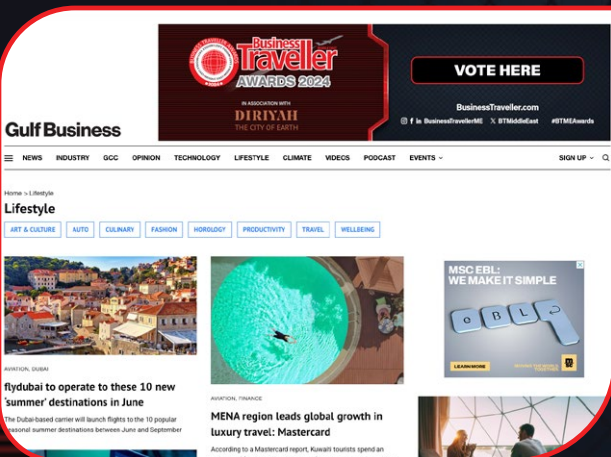 Business
Traveller
AWARDS 2024
IN ASSOCIATION WITH
DIRIYAH
THE CITY OF EARTH
VOTE HERE
BusinessTraveller.com
f in BusinessTravellerME X BTMiddleEast #BTMEAwards
Gulf Business
NEWS INDUSTRY GCC OPINION TECHNOLOGY LIFESTYLE CLIMATE VIDEOS PODCAST EVENTS SIGN UP
Home > Lifestyle
Lifestyle
ART & CULTURE AUTO CULINARY FASHION HOROLOGY PRODUCTIVITY TRAVEL WELLBEING
MSC EBL:
WE MAKE IT SIMPLE
LEARN MORE
AVIATION, DUBAI
flydubai to operate to these 10 new
'summer' destinations in June
The Dubai-based carrier will launch flights to the 10 popular
seasonal summer destinations between June and September
AVIATION, FINANCE
MENA region leads global growth in
luxury travel: Mastercard
According to a Mastercard report, Kuwaiti tourists spend an